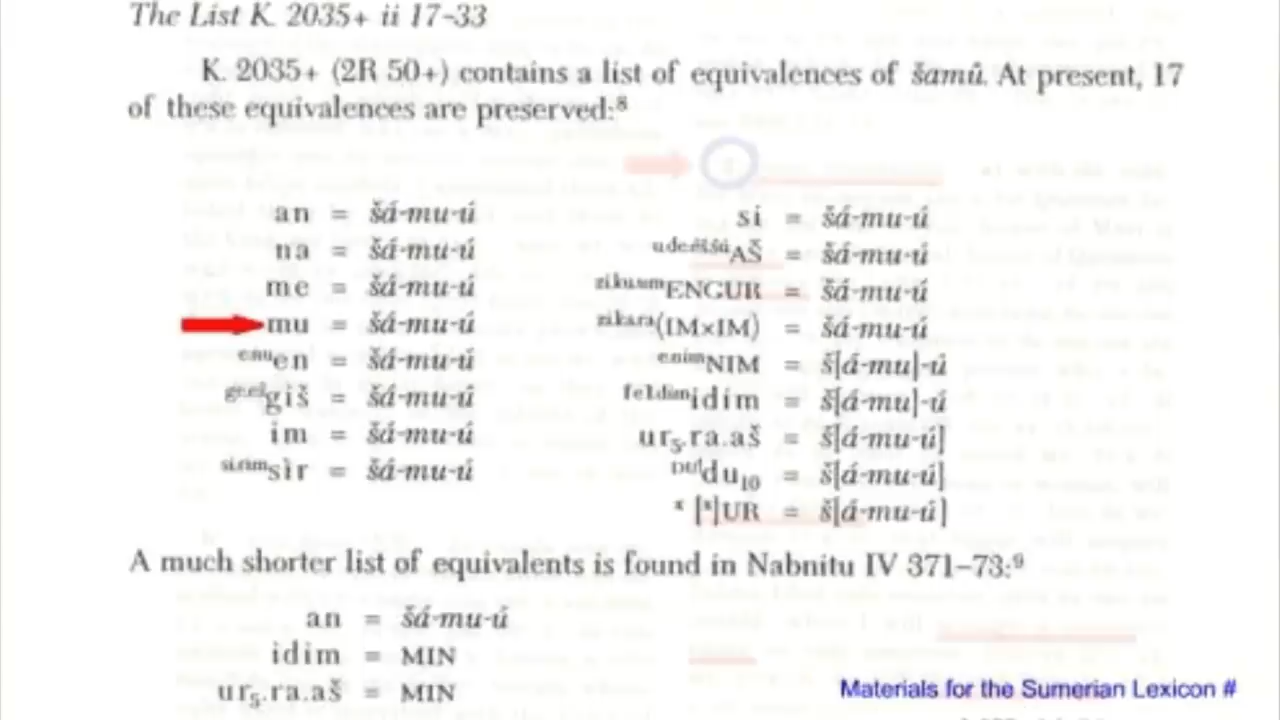 The List K. 2035+ ii 17–33
K. 2035+ (2R 50+) contains a list of equivalences of šamû. At present, 17
of these equivalences are preserved:⁸
an = šá-mu-ú
na = šá-mu-ú
me = šá-mu-ú
mu = šá-mu-ú
en = šá-mu-ú
giš = šá-mu-ú
im = šá-mu-ú
sìr = šá-mu-ú
si = šá-mu-ú
AŠ = šá-mu-ú
ENGUR = šá-mu-ú
zikara(IM×IM) = šá-mu-ú
enimNIM = š[á-mu]-ú
idim = š[á-mu]-ú
ur₅.ra.aš = š[á-mu-ú]
du₁₀ = š[á-mu-ú]
ˣ [ˣ]UR = š[á-mu-ú]
A much shorter list of equivalents is found in Nabnitu IV 371–73:⁹
an = šá-mu-ú
idim = MIN
ur₅.ra.aš = MIN
Materials for the Sumerian Lexicon #